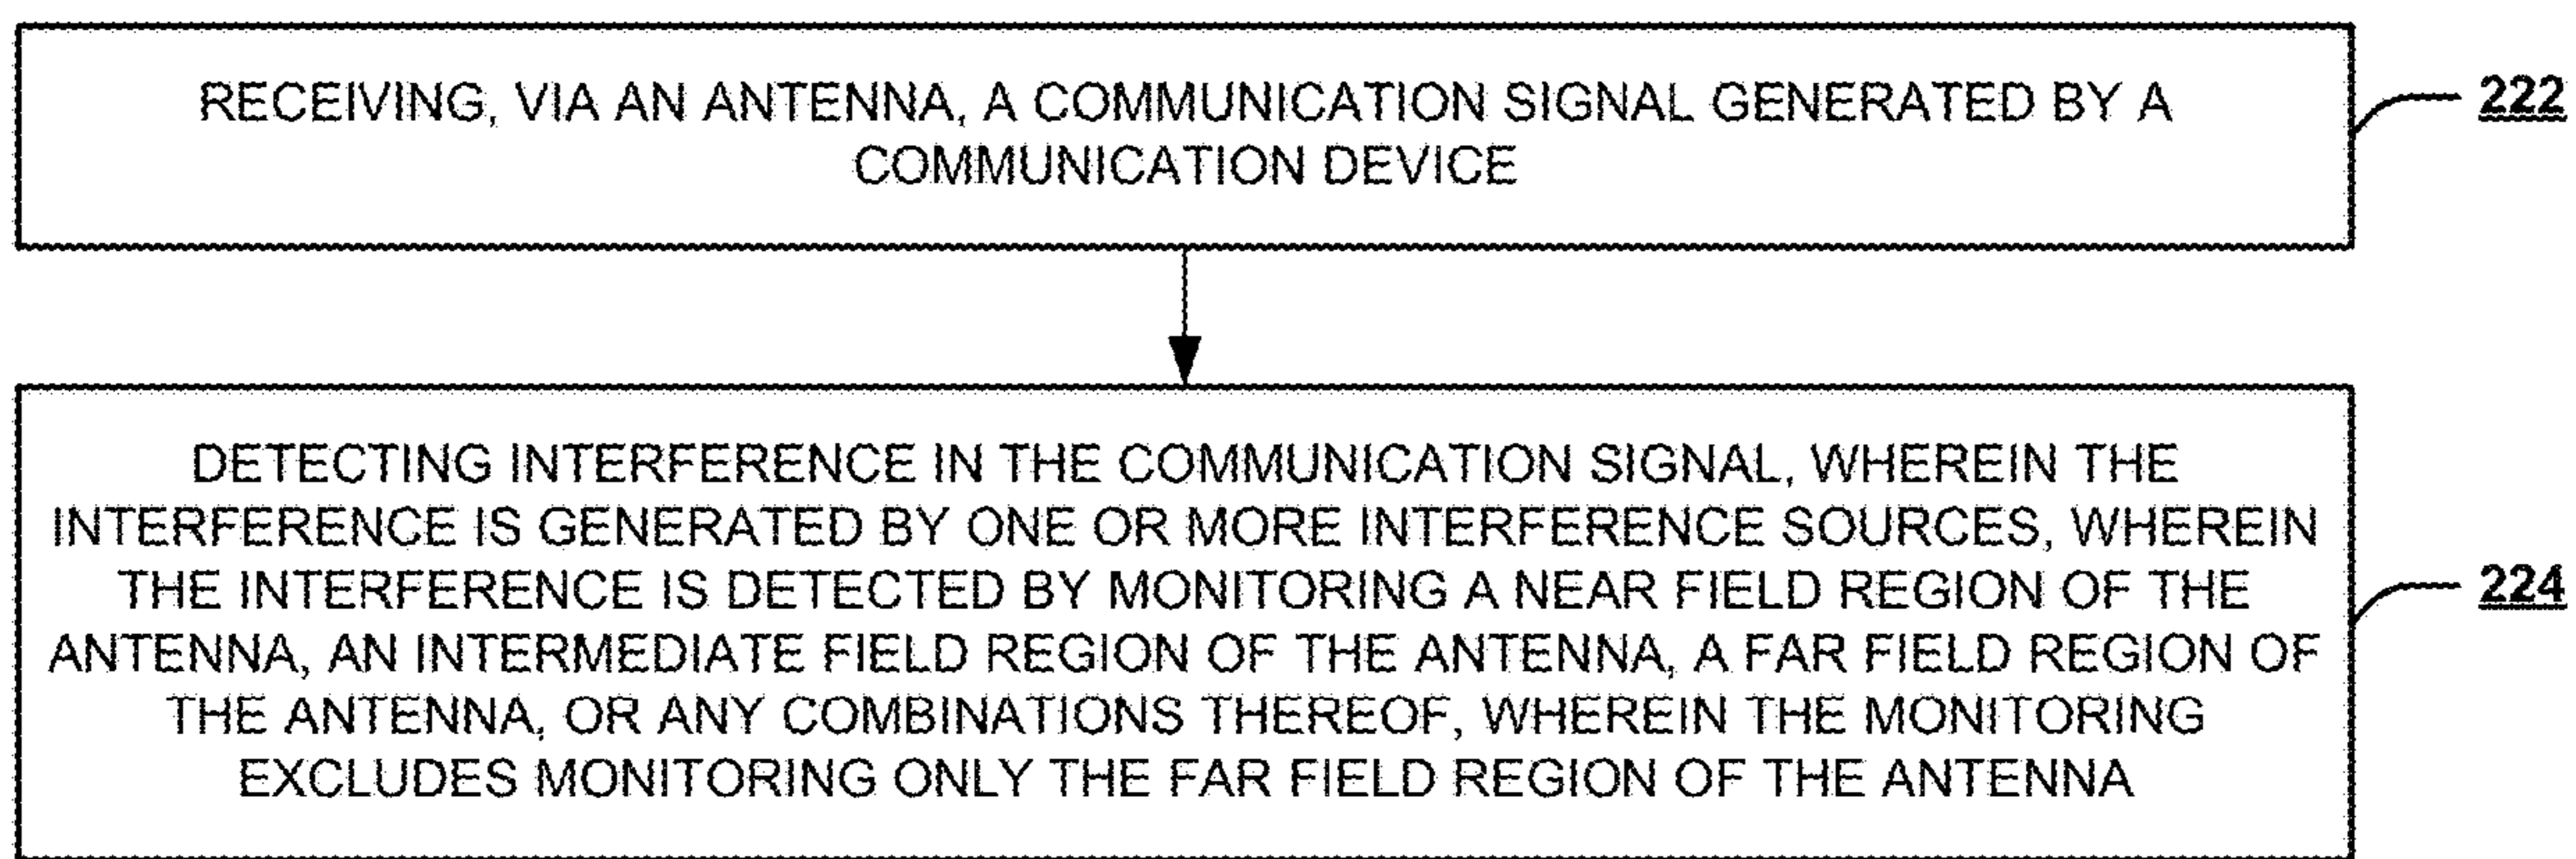 RECEIVING, VIA AN ANTENNA, A COMMUNICATION SIGNAL GENERATED BY A
COMMUNICATION DEVICE
222
DETECTING INTERFERENCE IN THE COMMUNICATION SIGNAL, WHEREIN THE
INTERFERENCE IS GENERATED BY ONE OR MORE INTERFERENCE SOURCES, WHEREIN
THE INTERFERENCE IS DETECTED BY MONITORING A NEAR FIELD REGION OF THE
ANTENNA, AN INTERMEDIATE FIELD REGION OF THE ANTENNA, A FAR FIELD REGION OF
THE ANTENNA, OR ANY COMBINATIONS THEREOF, WHEREIN THE MONITORING
EXCLUDES MONITORING ONLY THE FAR FIELD REGION OF THE ANTENNA
224